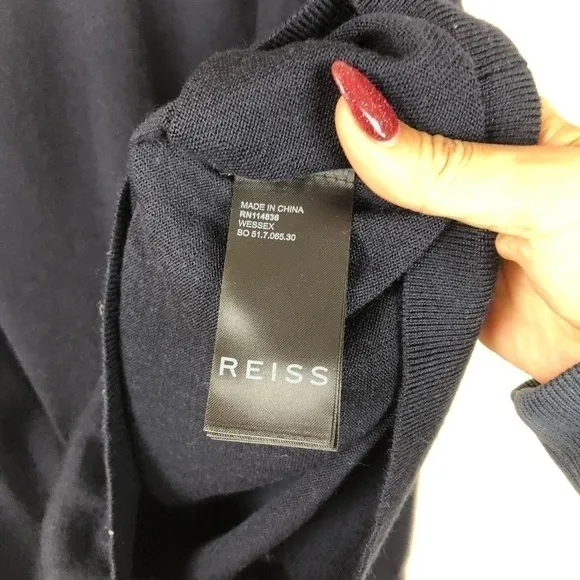 MADE IN CHINA
RN114836
WESSEX
SO 51.7.065.30
REISS